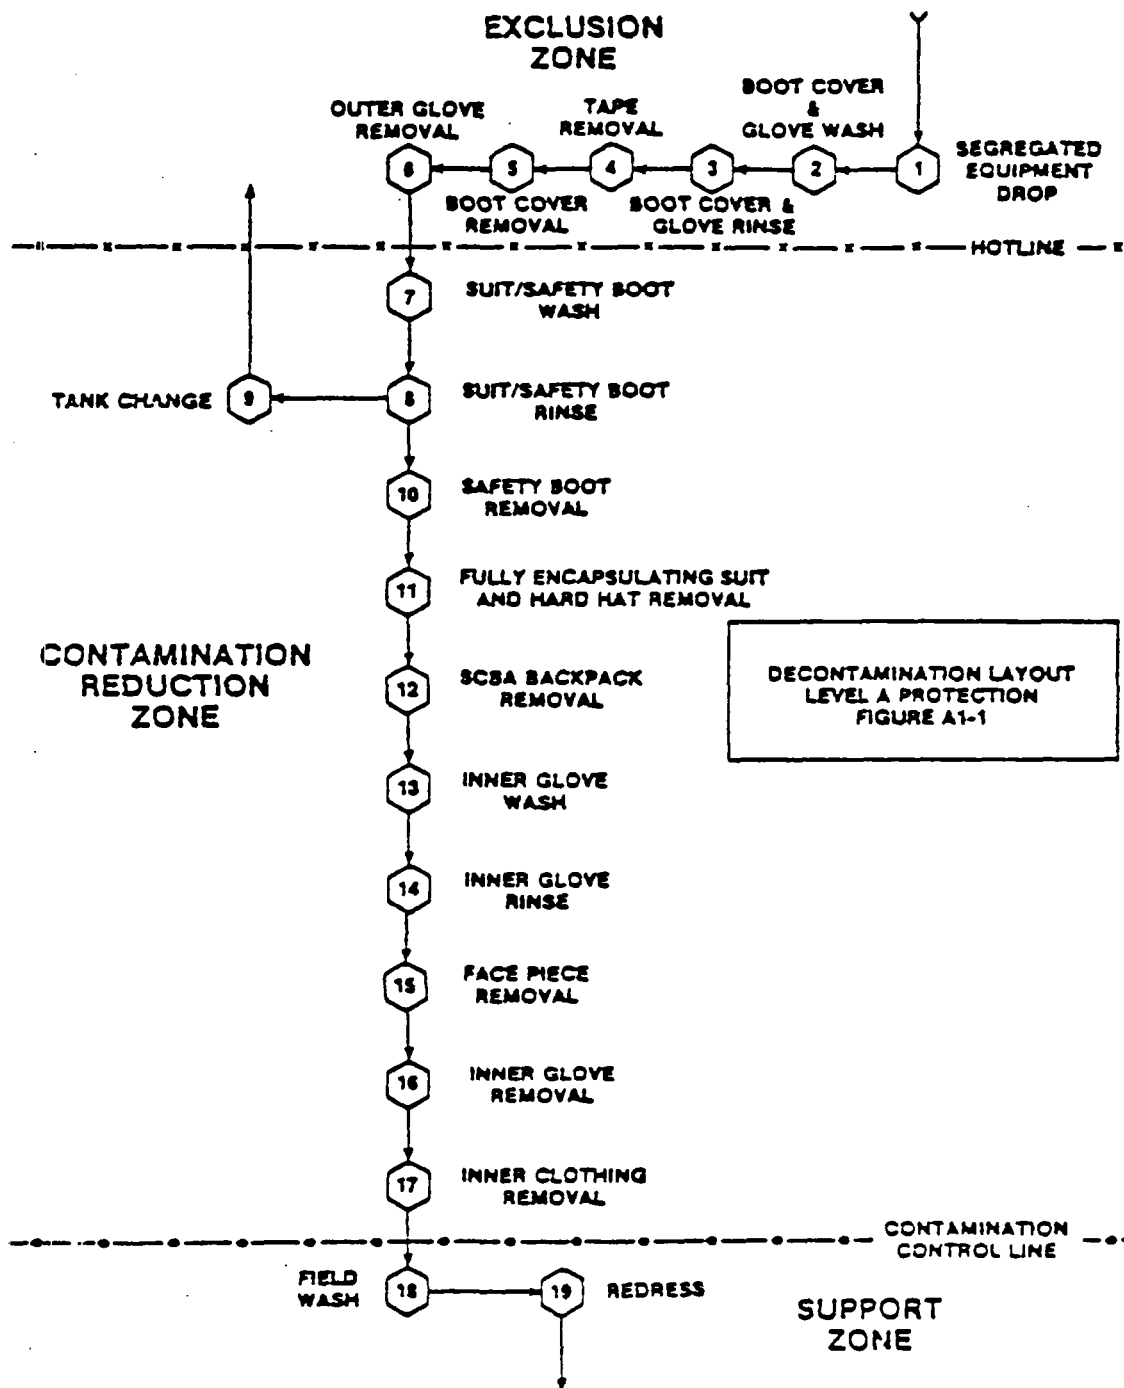 EXCLUSION
ZONE
BOOT COVER
&
GLOVE WASH
OUTER GLOVE
REMOVAL
TAPE
REMOVAL
6
5
4
3
2
1
SEGREGATED
EQUIPMENT
DROP
BOOT COVER
REMOVAL
BOOT COVER &
GLOVE RINSE
HOTLINE
7
SUIT/SAFETY BOOT
WASH
TANK CHANGE
9
8
SUIT/SAFETY BOOT
RINSE
10
SAFETY BOOT
REMOVAL
11
FULLY ENCAPSULATING SUIT
AND HARD HAT REMOVAL
CONTAMINATION
REDUCTION
ZONE
12
SCBA BACKPACK
REMOVAL
DECONTAMINATION LAYOUT
LEVEL A PROTECTION
FIGURE A1-1
13
INNER GLOVE
WASH
14
INNER GLOVE
RINSE
15
FACE PIECE
REMOVAL
16
INNER GLOVE
REMOVAL
17
INNER CLOTHING
REMOVAL
CONTAMINATION
CONTROL LINE
FIELD
WASH
18
19
REDRESS
SUPPORT
ZONE